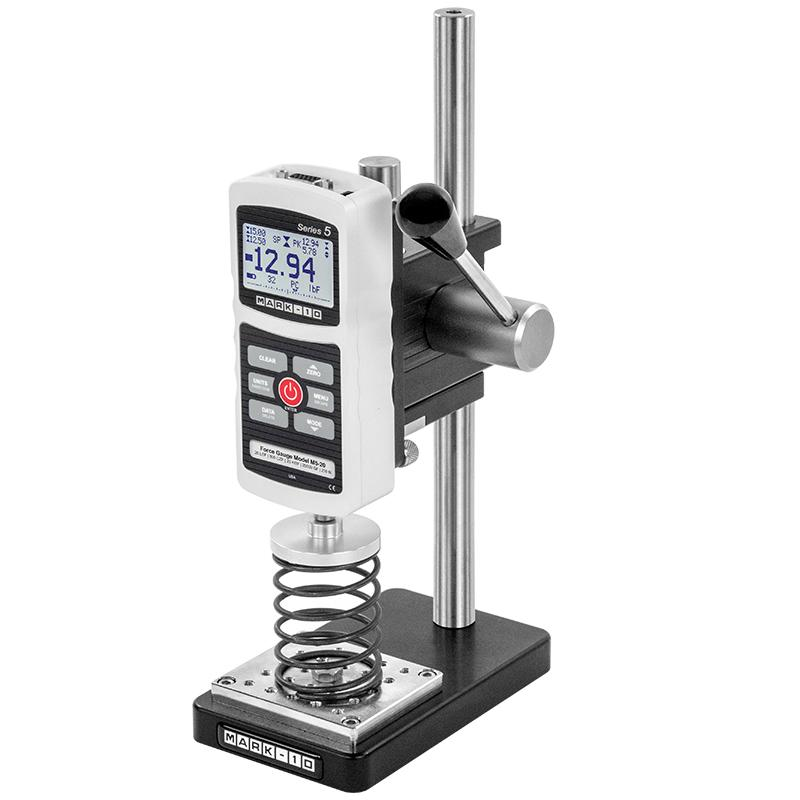 Series 5
15.00 SP PK 12.94
12.50 5.78
-12.94
32 PC lbF
MARK-10
CLEAR
ZERO
UNITS
MENU
ENTER
DATA
MODE
Force Gauge Model M5-20
USA
CE
MARK-10